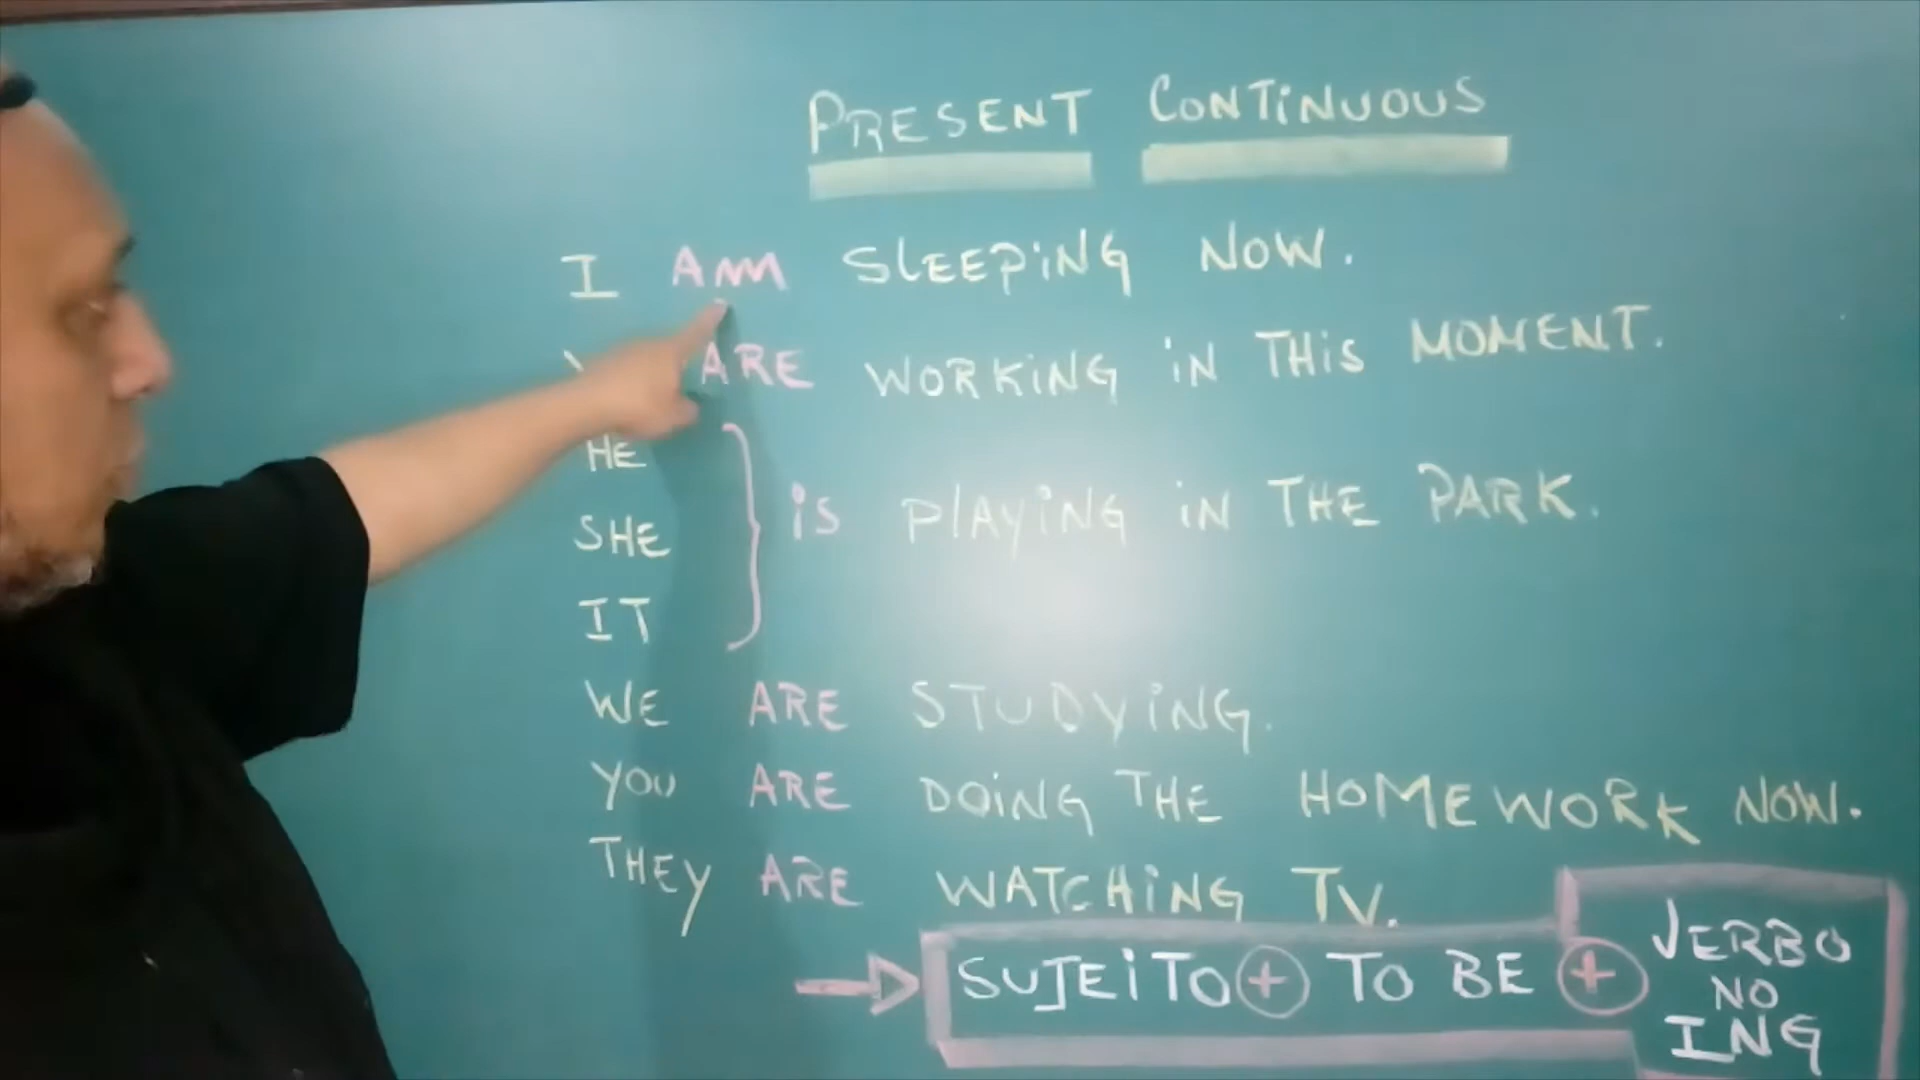 PRESENT CONTINUOUS
I AM SLEEPING NOW.
ARE WORKING IN THIS MOMENT.
HE
SHE
IT
IS PLAYING IN THE PARK.
WE ARE STUDYING.
YOU ARE DOING THE HOMEWORK NOW.
THEY ARE WATCHING TV.
SUJEITO + TO BE +
VERBO
NO
ING